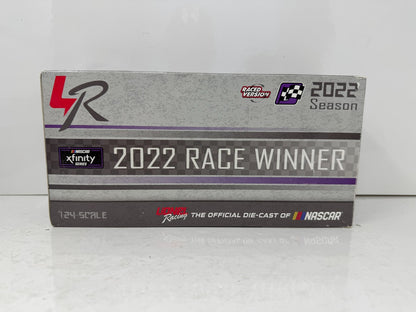 LR
RACED VERSION
2022
Season
NASCAR
xfinity
SERIES
2022 RACE WINNER
1:24-SCALE
Racing THE OFFICIAL DIE-CAST OF NASCAR